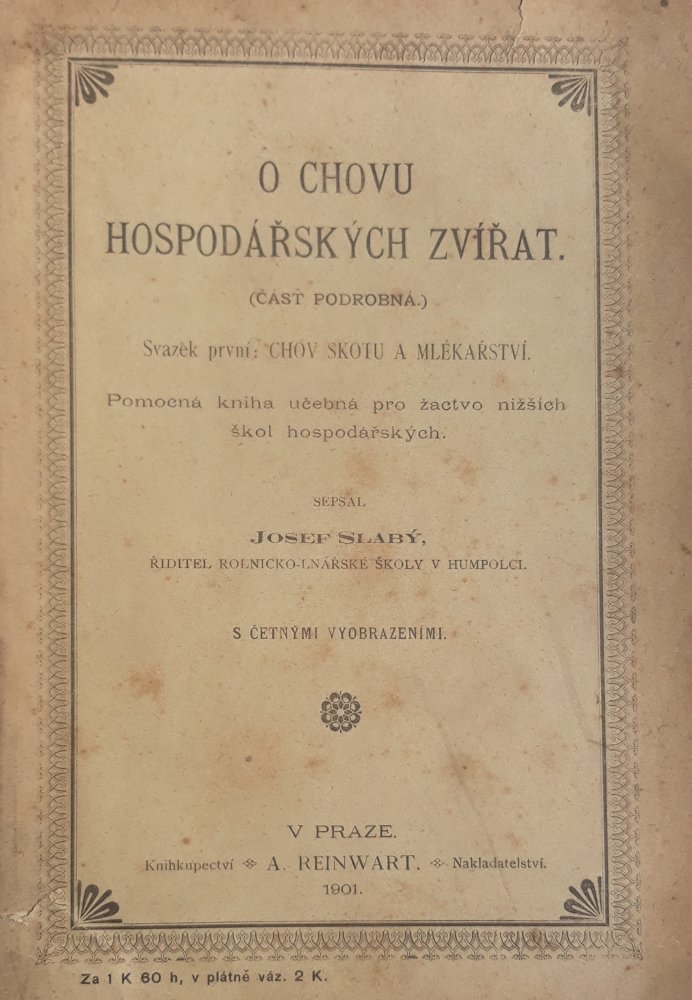 O CHOVU
HOSPODÁŘSKÝCH ZVÍŘAT.
(ČÁSŤ PODROBNÁ.)
Svazek první: CHOV SKOTU A MLÉKAŘSTVÍ.
Pomocná kniha učebná pro žactvo nižších
škol hospodářských.
SEPSAL
JOSEF SLABÝ,
ŘIDITEL ROLNICKO-LNÁŘSKÉ ŠKOLY V HUMPOLCI.
S ČETNÝMI VYOBRAZENÍMI.
V PRAZE.
Knihkupectví A. REINWART. Nakladatelství.
1901.
Za 1 K 60 h, v plátně váz. 2 K.